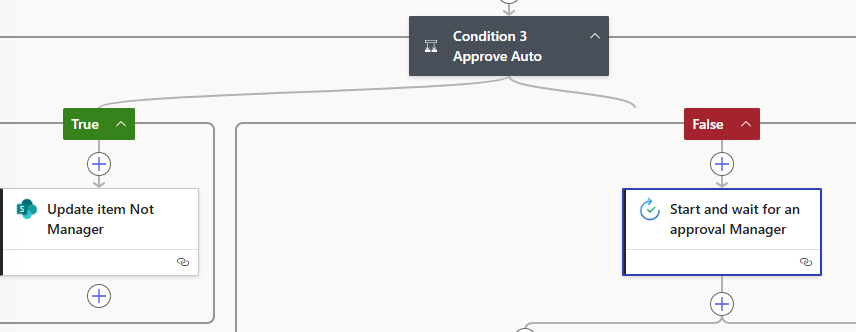 Condition 3
Approve Auto
True
False
Update item Not
Manager
Start and wait for an
approval Manager